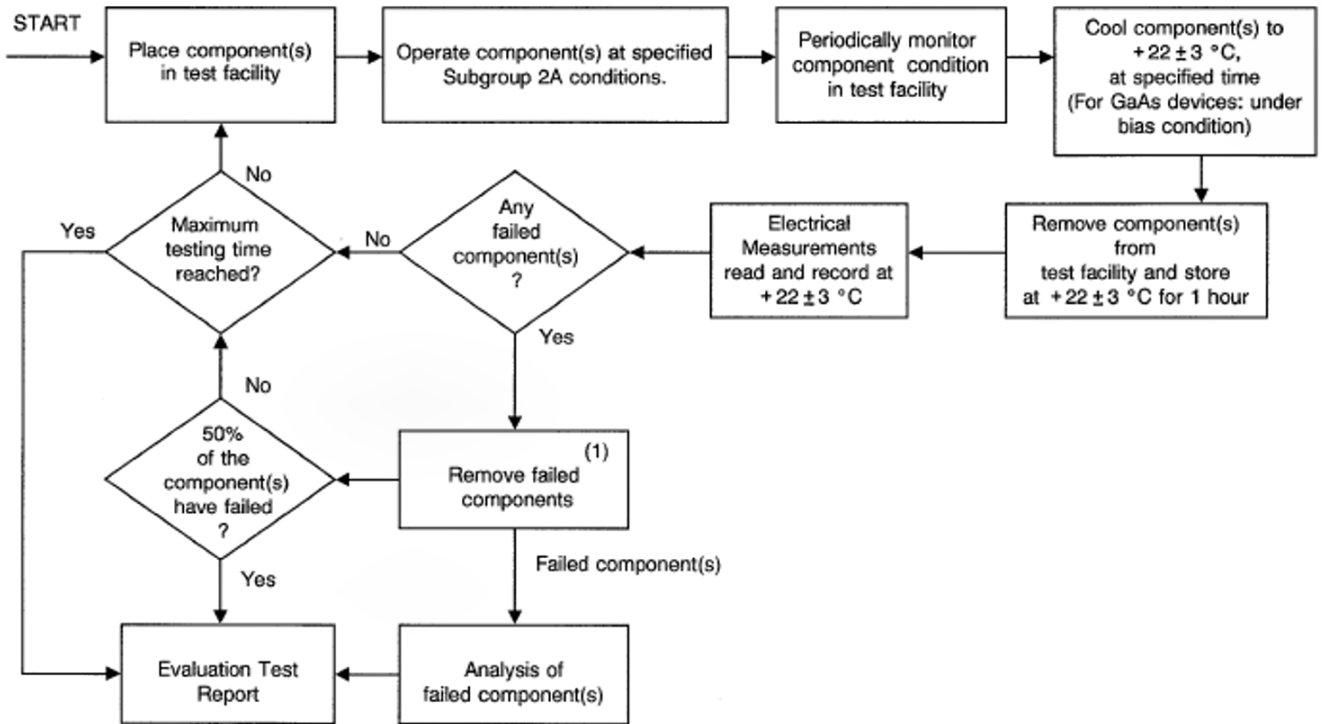 START
Place component(s)
in test facility
Operate component(s) at specified
Subgroup 2A conditions.
Periodically monitor
component condition
in test facility
Cool component(s) to
+22 ± 3 °C,
at specified time
(For GaAs devices: under
bias condition)
No
Yes
Maximum
testing time
reached?
No
Any
failed
component(s)
?
Yes
Electrical
Measurements
read and record at
+22 ± 3 °C
Remove component(s)
from
test facility and store
at +22 ± 3 °C for 1 hour
No
50%
of the
component(s)
have failed
?
Yes
(1)
Remove failed
components
Failed component(s)
Evaluation Test
Report
Analysis of
failed component(s)